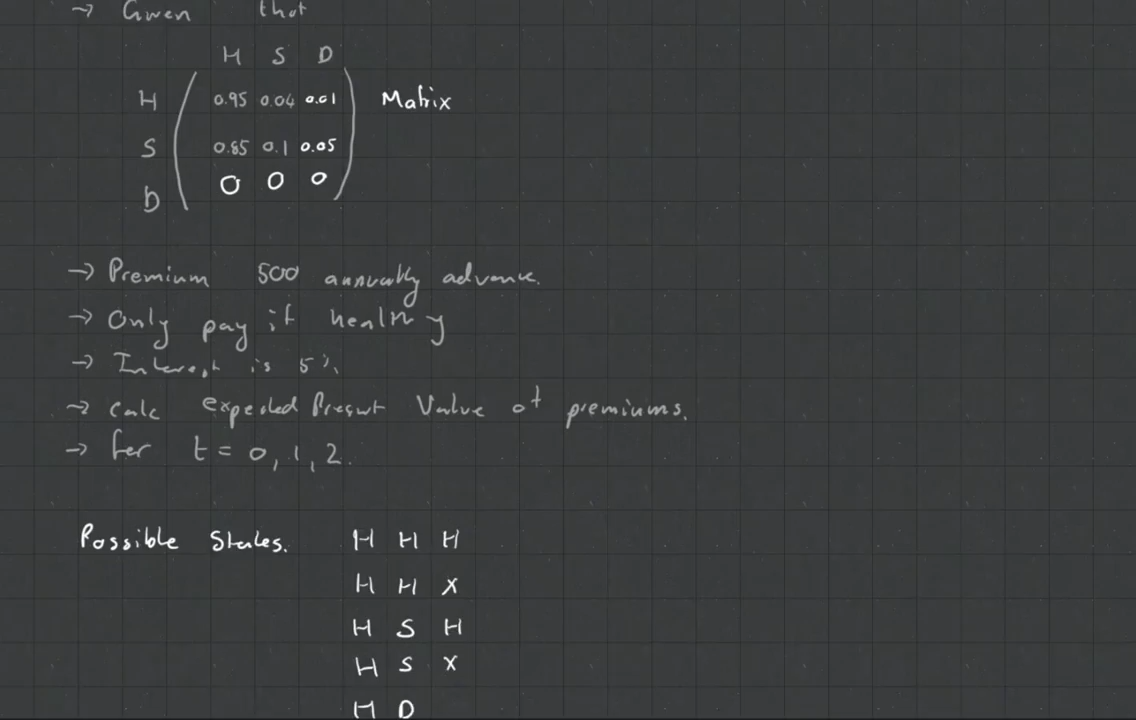 → Given that
H S D
H 0.95 0.04 0.01 Matrix
S 0.85 0.1 0.05
D 0 0 0
→ Premium 500 annually advance.
→ Only pay if healthy
→ Interest is 5%
→ Calc expected Present Value of premiums.
→ for t = 0, 1, 2.
Possible States. H H H
H H X
H S H
H S X
H D